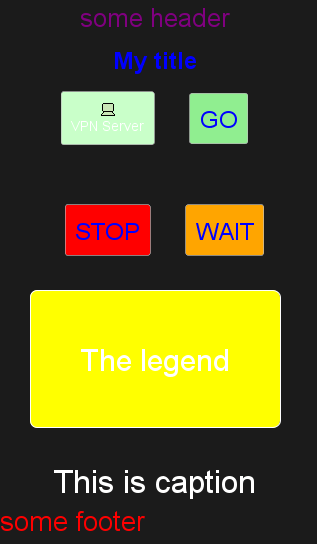 some header
My title
VPN Server
GO
STOP
WAIT
The legend
This is caption
some footer